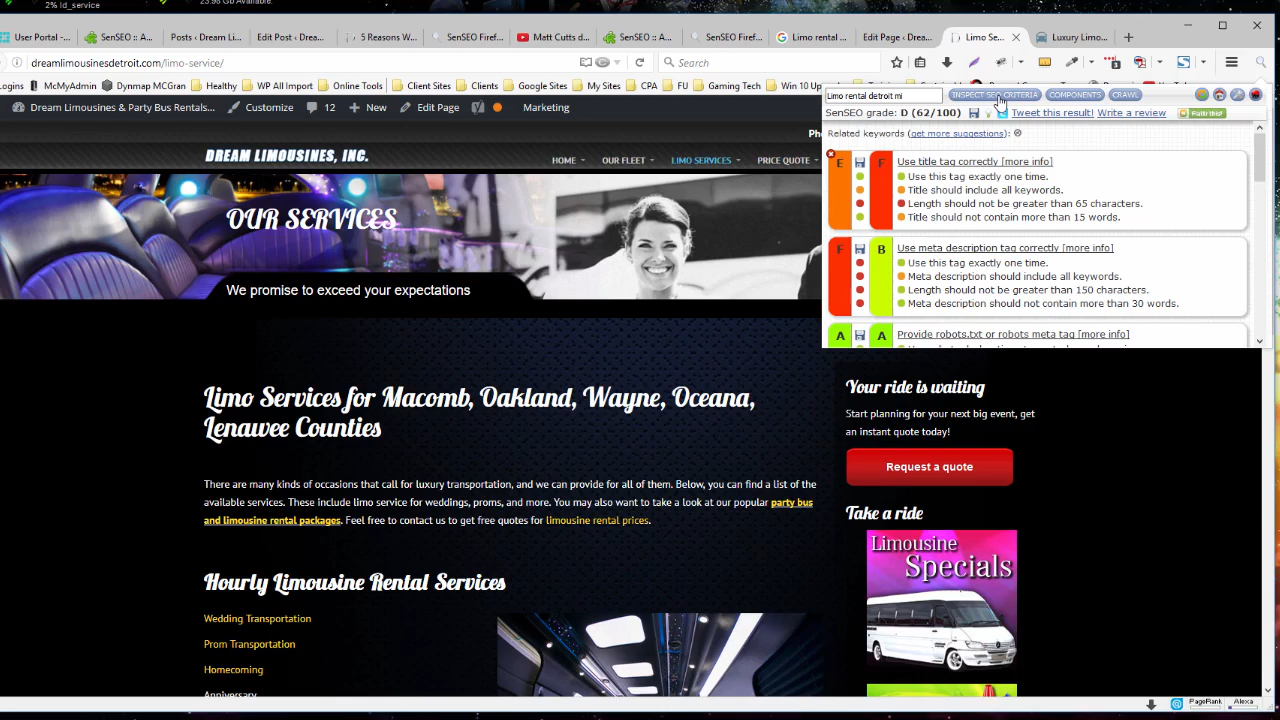 2% ld_service
23.98 Gb Available.
User Portal -...
SenSEO :: A...
Posts ‹ Dream Li...
Edit Post ‹ Drea...
5 Reasons W...
SenSEO Firef...
Matt Cutts d...
SenSEO :: A...
SenSEO Firef...
Limo rental ...
Edit Page ‹ Drea...
Limo Se...
Luxury Limo...
dreamlimousinesdetroit.com/limo-service/
Search
Logins
McMyAdmin
Dynmap MCGran
Healthy
WP All Import
Online Tools
Client Sites
Clients
Google Sites
My Sites
CPA
FU
Gaming Tech
Win 10 Up
Dream Limousines & Party Bus Rentals...
Customize
12
New
Edit Page
Marketing
Limo rental detroit mi
INSPECT SEO CRITERIA
COMPONENTS
CRAWL
SenSEO grade: D (62/100)
Tweet this result!
Write a review
Flattr this!
Related keywords (get more suggestions):
E F Use title tag correctly [more info]
Use this tag exactly one time.
Title should include all keywords.
Length should not be greater than 65 characters.
Title should not contain more than 15 words.
F B Use meta description tag correctly [more info]
Use this tag exactly one time.
Meta description should include all keywords.
Length should not be greater than 150 characters.
Meta description should not contain more than 30 words.
A A Provide robots.txt or robots meta tag [more info]
DREAM LIMOUSINES, INC.
HOME
OUR FLEET
LIMO SERVICES
PRICE QUOTE
OUR SERVICES
We promise to exceed your expectations
Limo Services for Macomb, Oakland, Wayne, Oceana,
Lenawee Counties
There are many kinds of occasions that call for luxury transportation, and we can provide for all of them. Below, you can find a list of the
available services. These include limo service for weddings, proms, and more. You may also want to take a look at our popular party bus
and limousine rental packages. Feel free to contact us to get free quotes for limousine rental prices.
Hourly Limousine Rental Services
Wedding Transportation
Prom Transportation
Homecoming
Anniversary
Your ride is waiting
Start planning for your next big event, get
an instant quote today!
Request a quote
Take a ride
Limousine
Specials
PageRank
Alexa